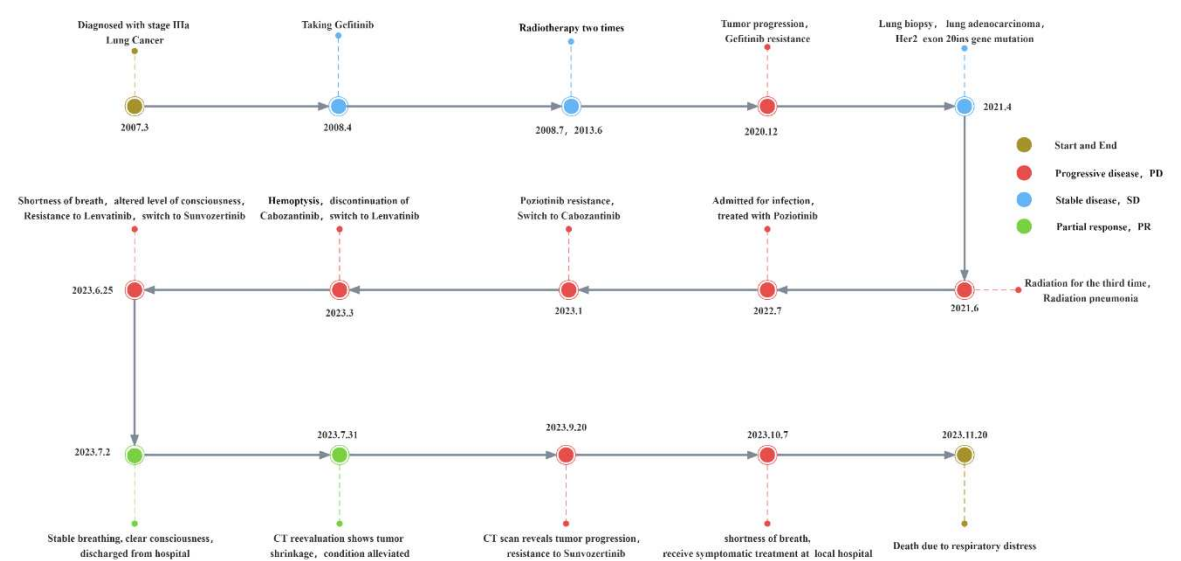 Diagnosed with stage IIIa
Lung Cancer
2007.3
Taking Gefitinib
2008.4
Radiotherapy two times
2008.7, 2013.6
Tumor progression,
Gefitinib resistance
2020.12
Lung biopsy, lung adenocarcinoma,
Her2 exon 20ins gene mutation
2021.4
Start and End
Progressive disease, PD
Stable disease, SD
Partial response, PR
Radiation for the third time,
Radiation pneumonia
2021.6
Admitted for infection,
treated with Poziotinib
2022.7
Poziotinib resistance,
Switch to Cabozantinib
2023.1
Hemoptysis, discontinuation of
Cabozantinib, switch to Lenvatinib
2023.3
Shortness of breath, altered level of consciousness,
Resistance to Lenvatinib, switch to Sunvozertinib
2023.6.25
2023.7.2
Stable breathing, clear consciousness,
discharged from hospital
2023.7.31
CT reevaluation shows tumor
shrinkage, condition alleviated
2023.9.20
CT scan reveals tumor progression,
resistance to Sunvozertinib
2023.10.7
shortness of breath,
receive symptomatic treatment at local hospital
2023.11.20
Death due to respiratory distress